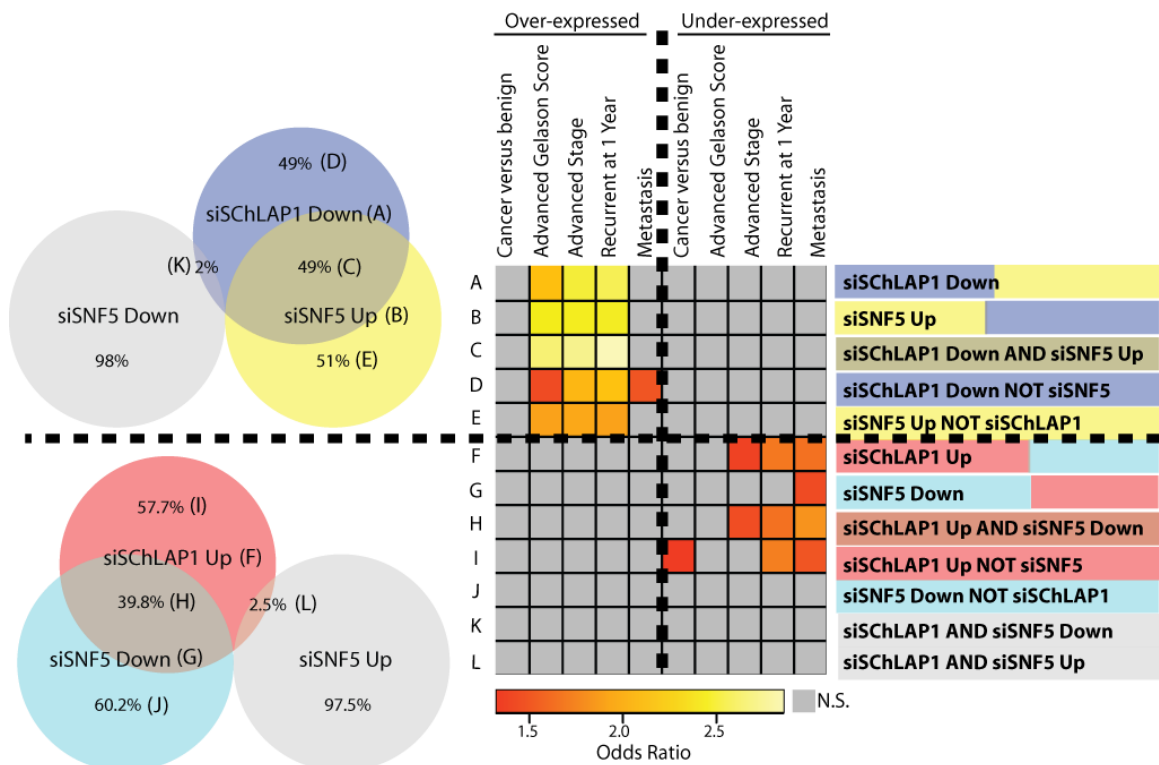 Over-expressed
Under-expressed
Cancer versus benign
Advanced Gelason Score
Advanced Stage
Recurrent at 1 Year
Metastasis
Cancer versus benign
Advanced Gelason Score
Advanced Stage
Recurrent at 1 Year
Metastasis
49% (D)
siSChLAP1 Down (A)
(K) 2%
49% (C)
siSNF5 Down
siSNF5 Up (B)
98%
51% (E)
57.7% (I)
siSChLAP1 Up (F)
39.8% (H)
2.5% (L)
siSNF5 Down (G)
siSNF5 Up
60.2% (J)
97.5%
A
B
C
D
E
F
G
H
I
J
K
L
siSChLAP1 Down
siSNF5 Up
siSChLAP1 Down AND siSNF5 Up
siSChLAP1 Down NOT siSNF5
siSNF5 Up NOT siSChLAP1
siSChLAP1 Up
siSNF5 Down
siSChLAP1 Up AND siSNF5 Down
siSChLAP1 Up NOT siSNF5
siSNF5 Down NOT siSChLAP1
siSChLAP1 AND siSNF5 Down
siSChLAP1 AND siSNF5 Up
N.S.
1.5 2.0 2.5
Odds Ratio